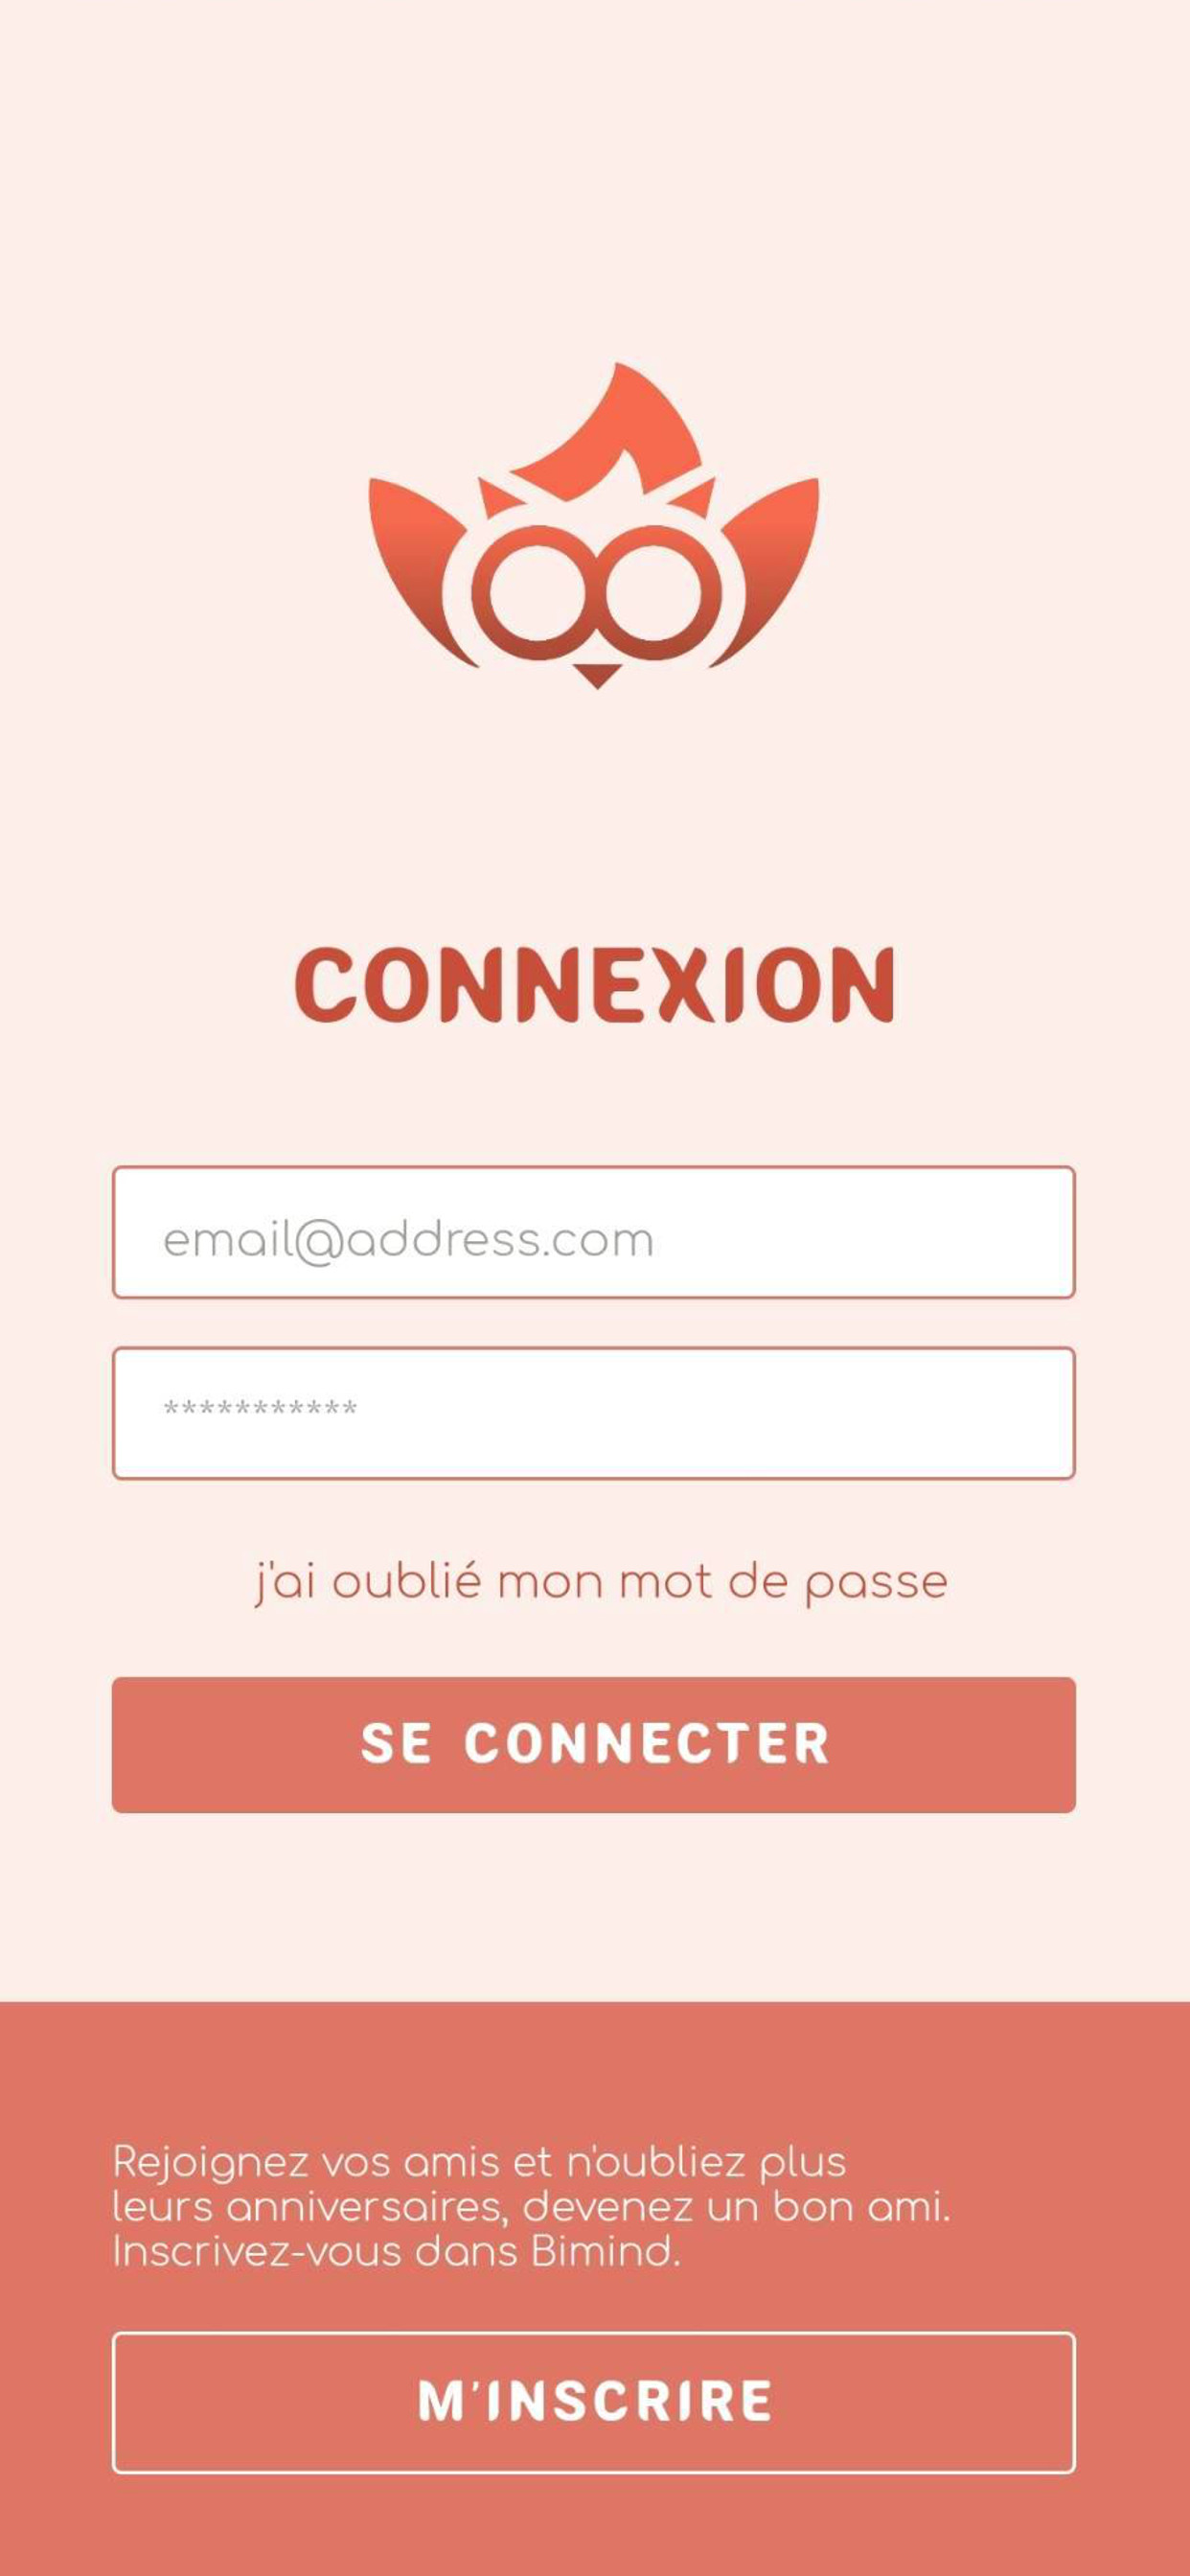 CONNEXION
email@address.com
***********
j'ai oublié mon mot de passe
SE CONNECTER
Rejoignez vos amis et n'oubliez plus
leurs anniversaires, devenez un bon ami.
Inscrivez-vous dans Bimind.
M'INSCRIRE